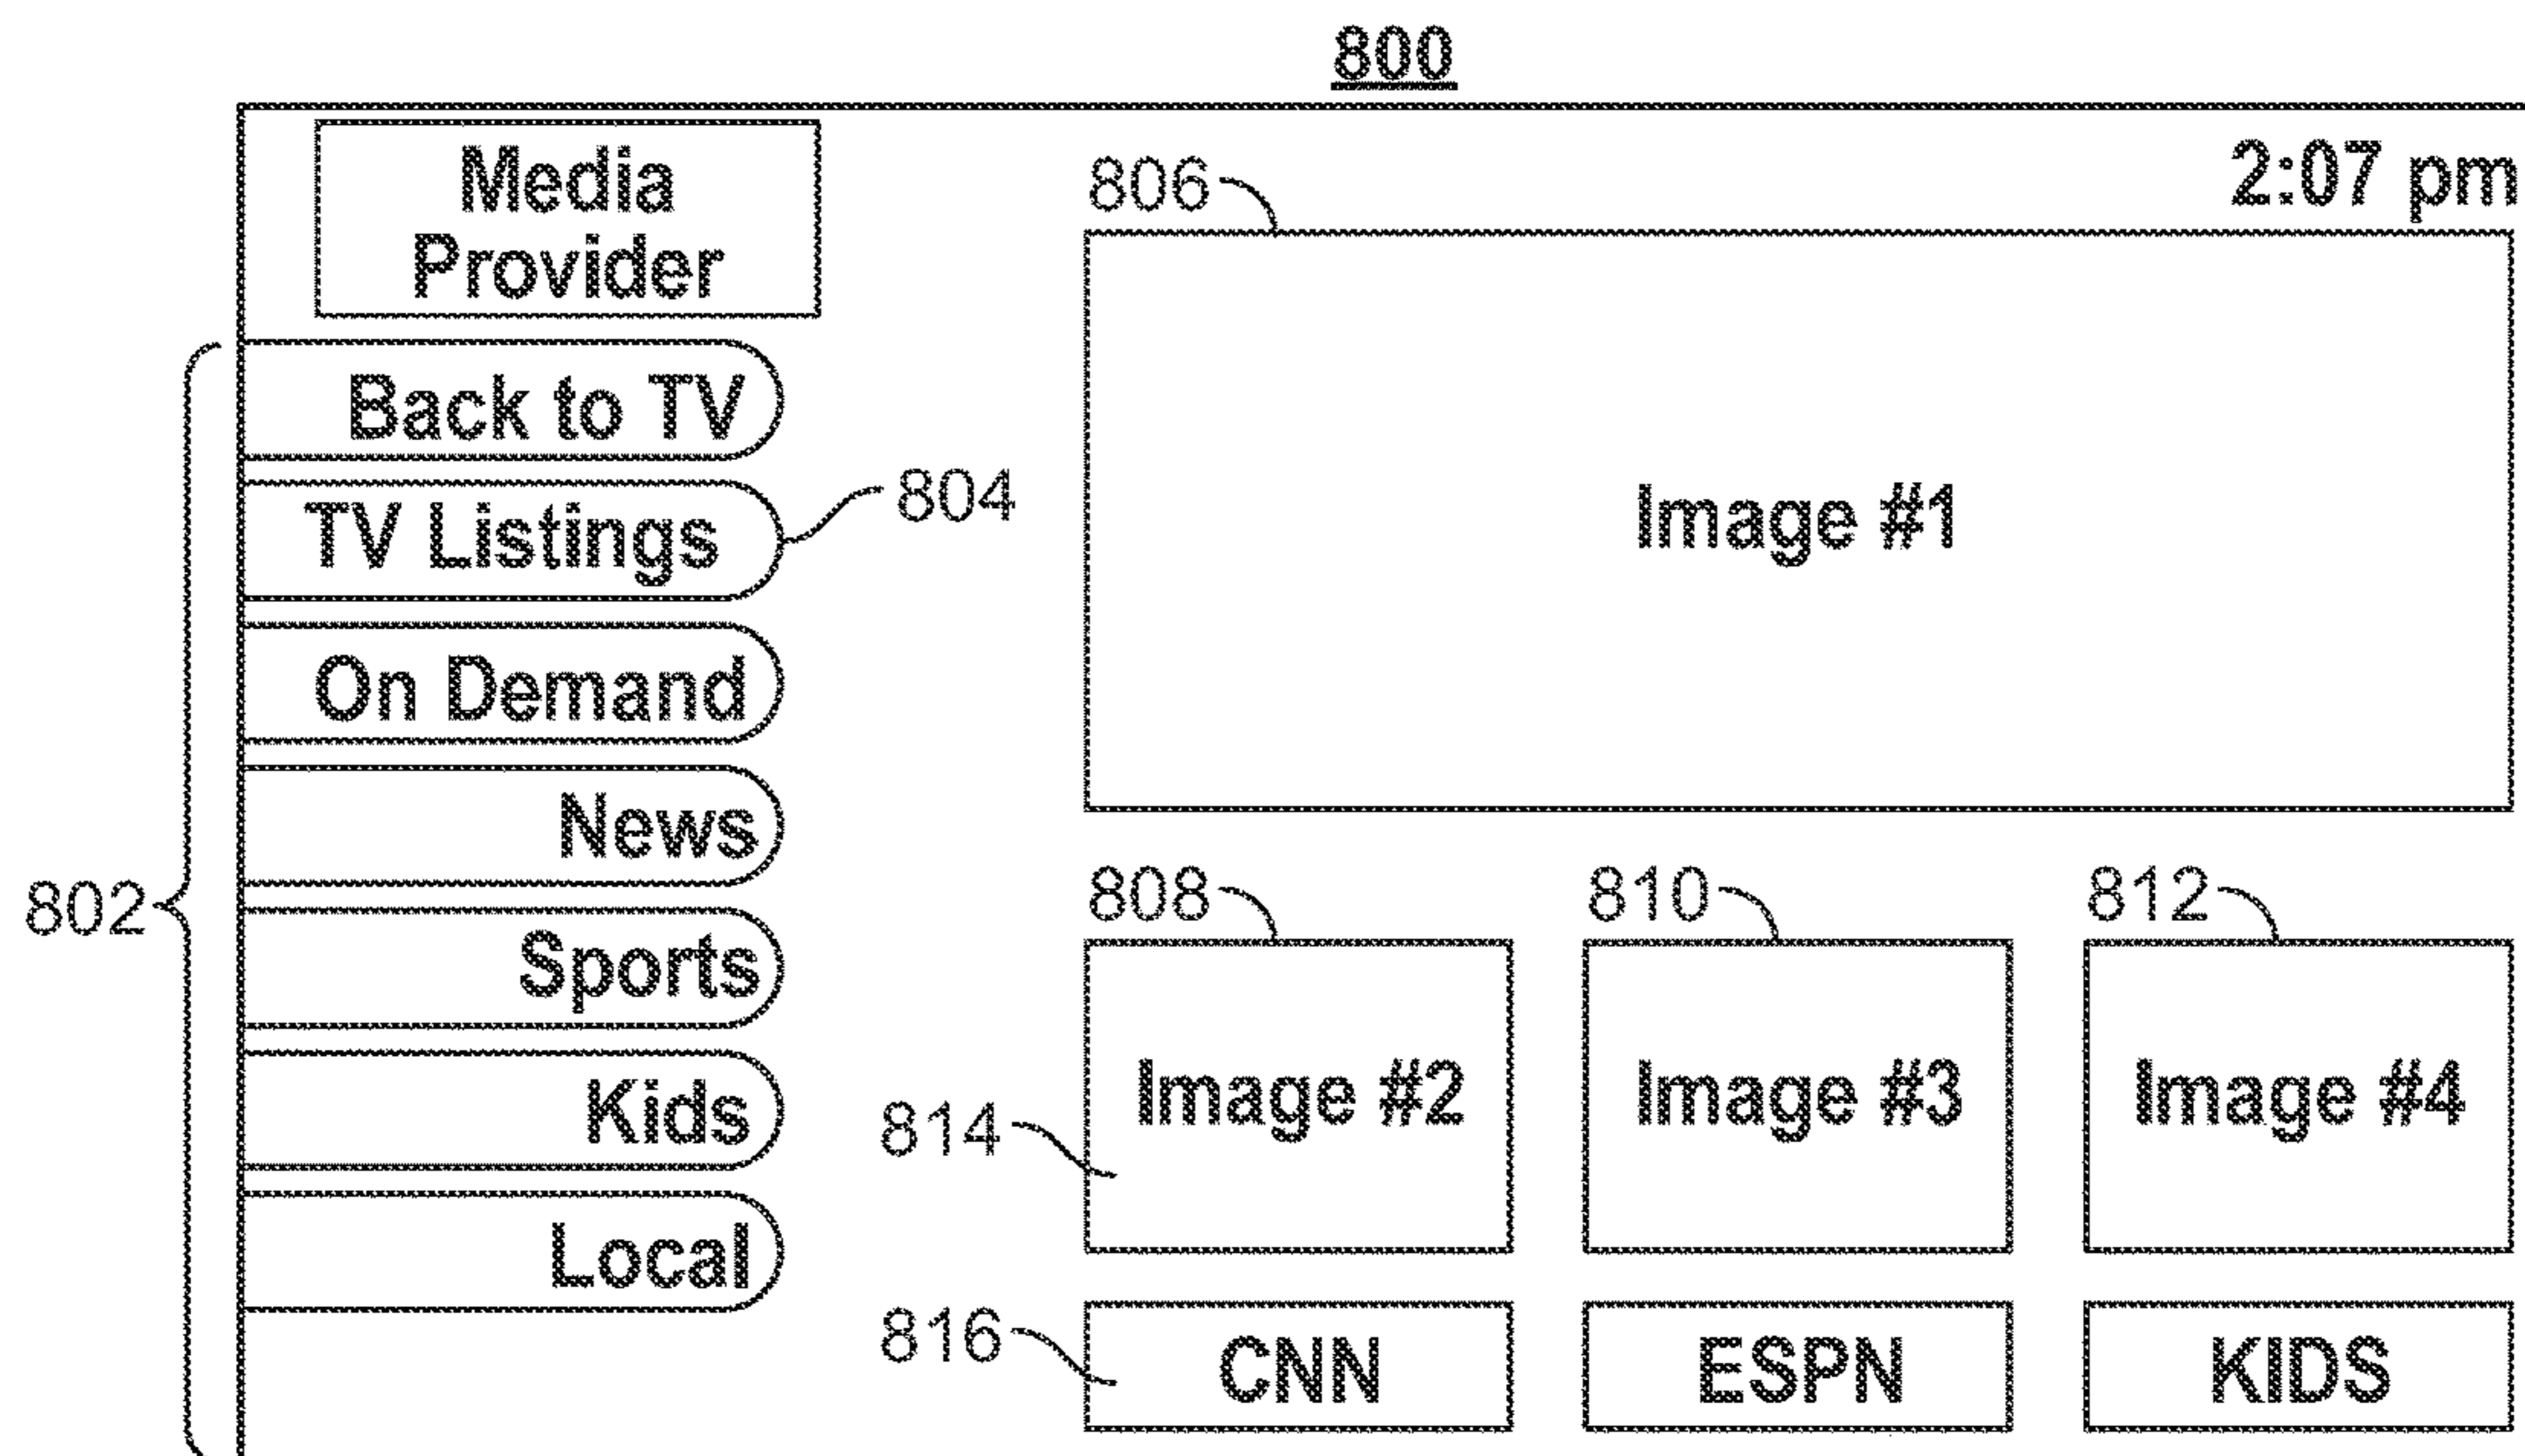 800
Media
Provider
2:07 pm
806
Back to TV
TV Listings
804
Image #1
On Demand
News
802
Sports
Kids
Local
808
810
812
Image #2
Image #3
Image #4
814
816
CNN
ESPN
KIDS